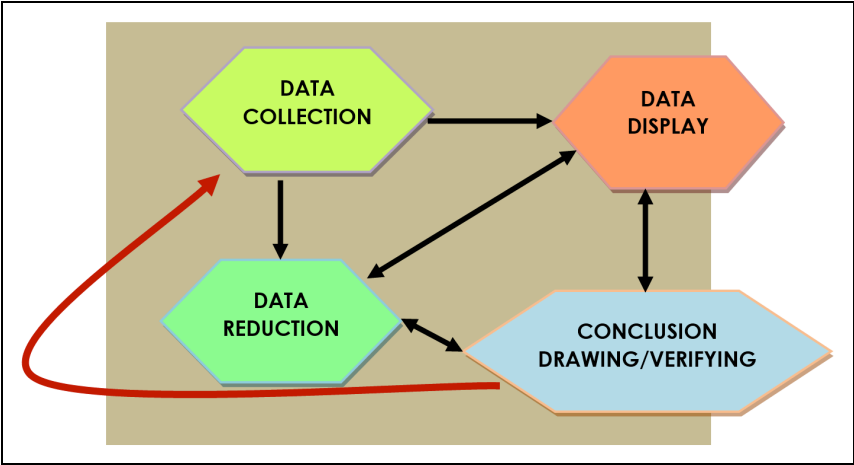 DATA
COLLECTION
DATA
DISPLAY
DATA
REDUCTION
CONCLUSION
DRAWING/VERIFYING